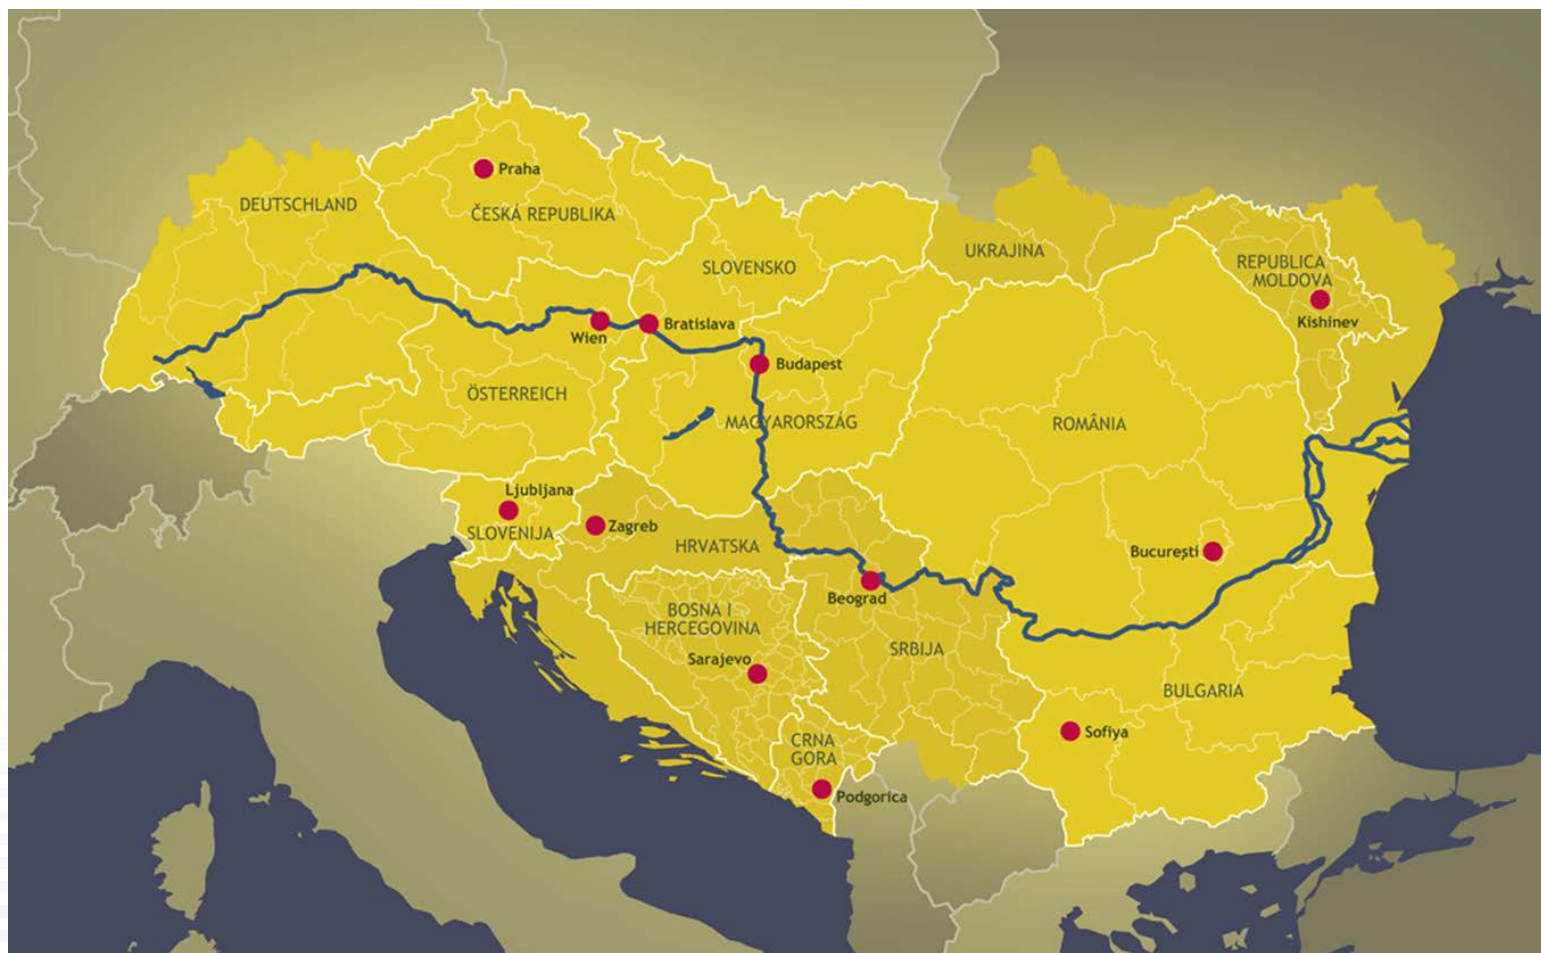 Praha
DEUTSCHLAND
ČESKÁ REPUBLIKA
UKRAJINA
SLOVENSKO
REPUBLICA
MOLDOVA
Kishinev
Wien
Bratislava
Budapest
ÖSTERREICH
MAGYARORSZÁG
ROMÂNIA
Ljubljana
SLOVENIJA
Zagreb
HRVATSKA
București
Beograd
BOSNA I
HERCEGOVINA
SRBIJA
Sarajevo
BULGARIA
Sofiya
CRNA
GORA
Podgorica